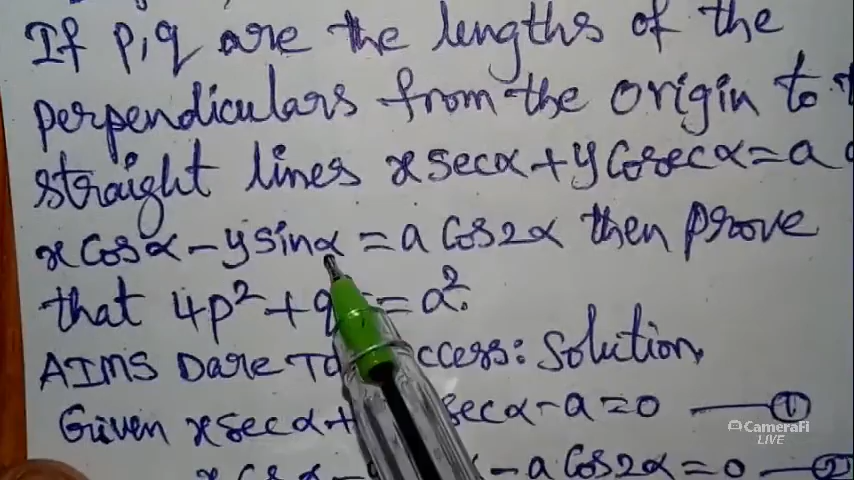 If p,q are the lengths of the
perpendiculars from the origin to
straight lines x secα + y Cosecα = a
x Cosα - y sinα = a Cos2α then prove
that 4p² + q = a².
AIMS Dare To ccess: Solution,
Given x secα + secα - a = 0 — ①
x Cosα - - a Cos2α = 0 — ②
CameraFi
LIVE